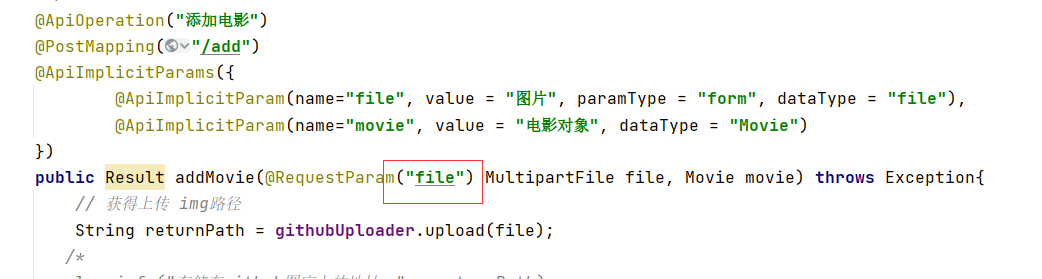 @ApiOperation("添加电影")
@PostMapping("/add")
@ApiImplicitParams({
@ApiImplicitParam(name="file", value = "图片", paramType = "form", dataType = "file"),
@ApiImplicitParam(name="movie", value = "电影对象", dataType = "Movie")
})
public Result addMovie(@RequestParam("file") MultipartFile file, Movie movie) throws Exception{
// 获得上传 img路径
String returnPath = githubUploader.upload(file);
/*